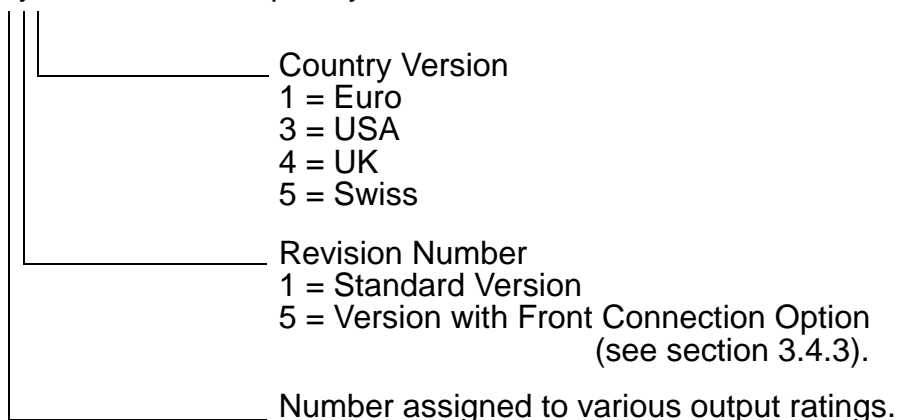 Country Version
1 = Euro
3 = USA
4 = UK
5 = Swiss
Revision Number
1 = Standard Version
5 = Version with Front Connection Option
(see section 3.4.3).
Number assigned to various output ratings.